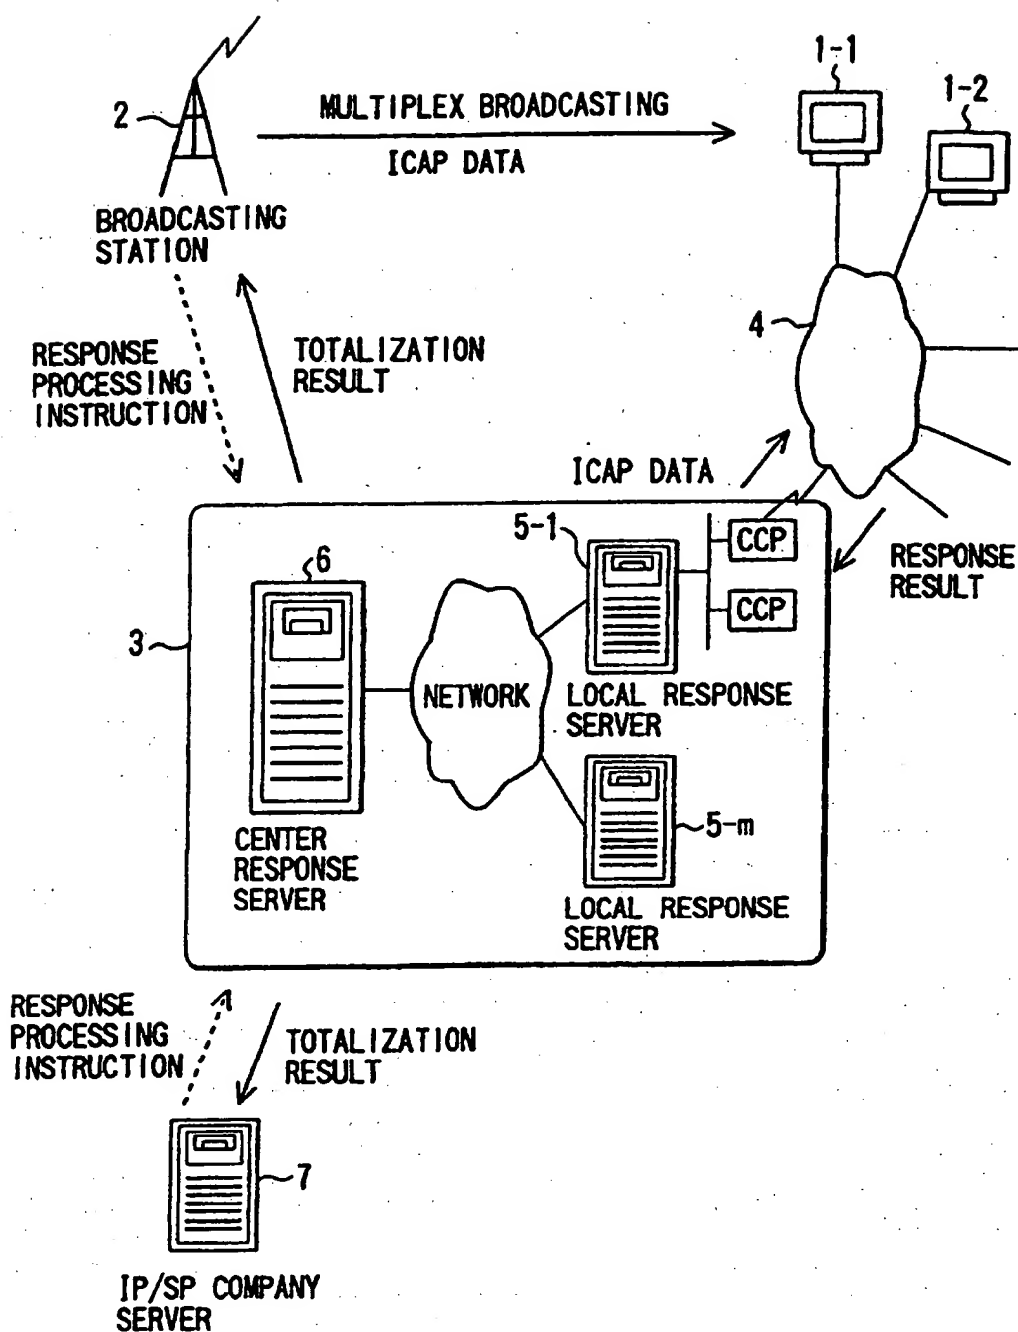 1-1
1-2
2
MULTIPLEX BROADCASTING
ICAP DATA
BROADCASTING
STATION
4
RESPONSE
PROCESSING
INSTRUCTION
TOTALIZATION
RESULT
ICAP DATA
5-1
CCP
RESPONSE
RESULT
6
CCP
3
NETWORK
LOCAL RESPONSE
SERVER
5-m
CENTER
RESPONSE
SERVER
LOCAL RESPONSE
SERVER
RESPONSE
PROCESSING
INSTRUCTION
TOTALIZATION
RESULT
7
IP/SP COMPANY
SERVER